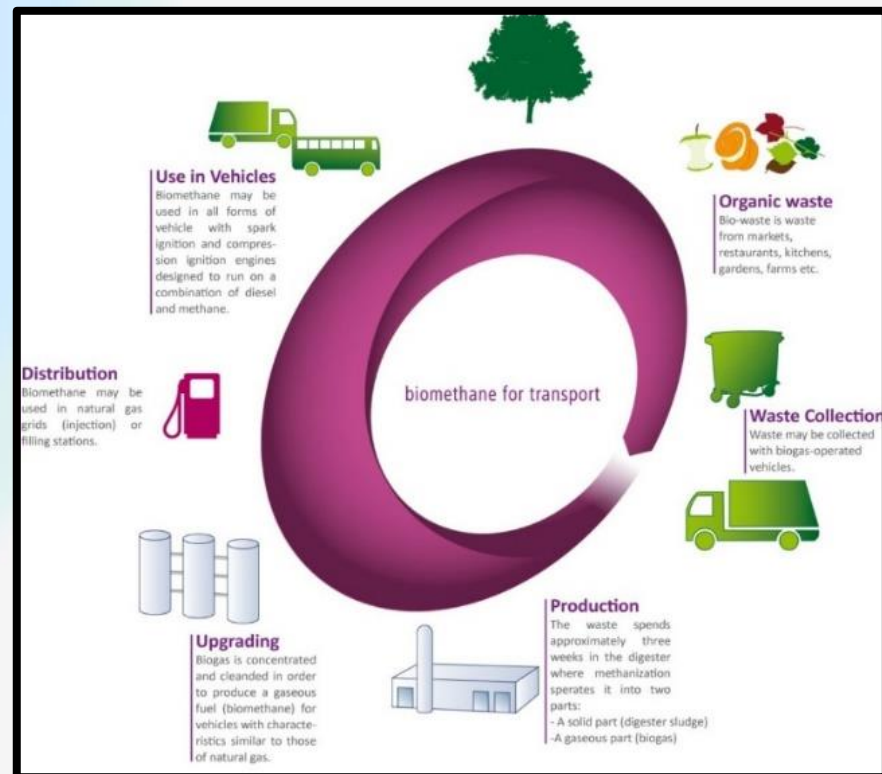 Use in Vehicles
Biomethane may be
used in all forms of
vehicle with spark
ignition and compres-
sion ignition engines
designed to run on a
combination of diesel
and methane.
Organic waste
Bio-waste is waste
from markets,
restaurants, kitchens,
gardens, farms etc.
Distribution
Biomethane may be
used in natural gas
grids (injection) or
filling stations.
biomethane for transport
Waste Collection
Waste may be collected
with biogas-operated
vehicles.
Upgrading
Biogas is concentrated
and cleanded in order
to produce a gaseous
fuel (biomethane) for
vehicles with characte-
ristics similar to those
of natural gas.
Production
The waste spends
approximately three
weeks in the digester
where methanization
sperates it into two
parts:
- A solid part (digester sludge)
-A gaseous part (biogas)